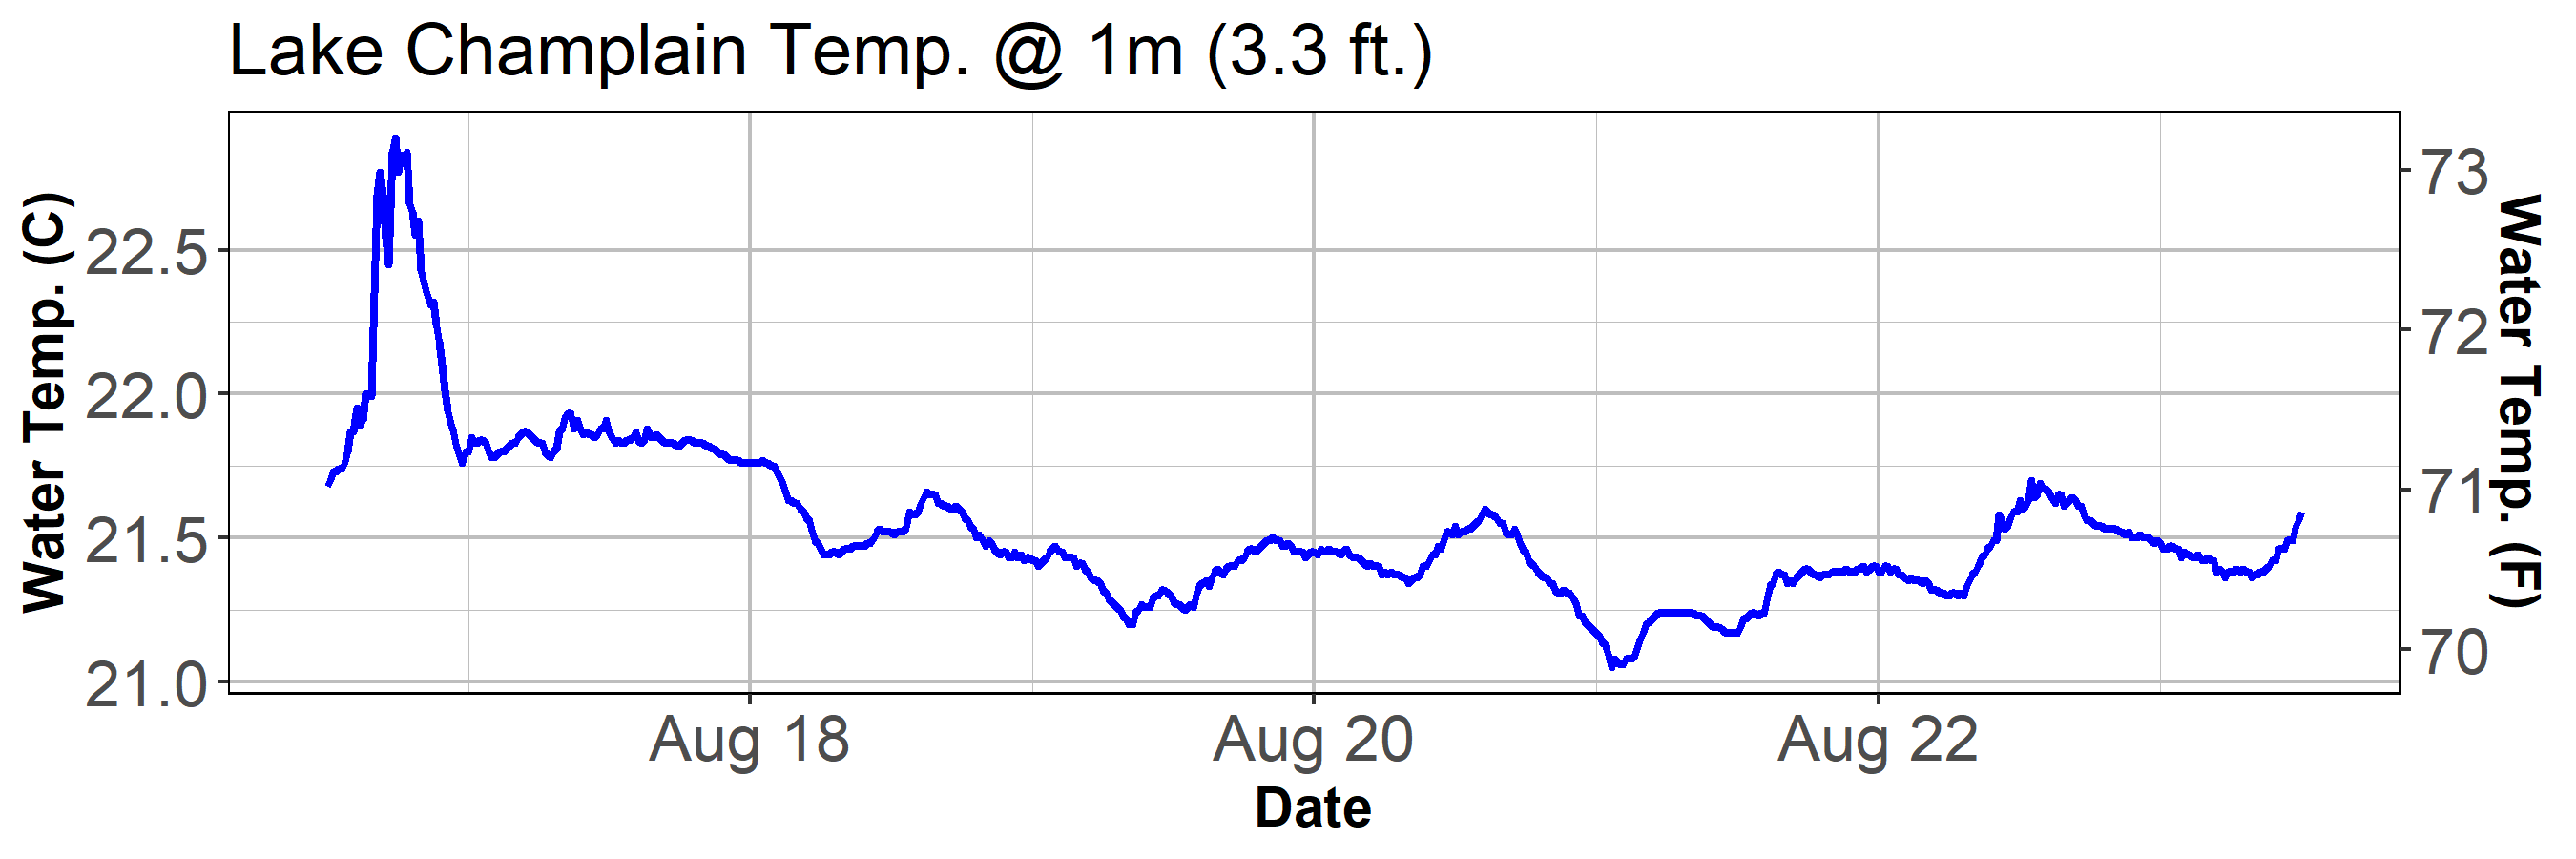 Lake Champlain Temp. @ 1m (3.3 ft.)
Water Temp. (C)
22.5
22.0
21.5
21.0
73
72
71
70
Water Temp. (F)
Aug 18
Aug 20
Aug 22
Date